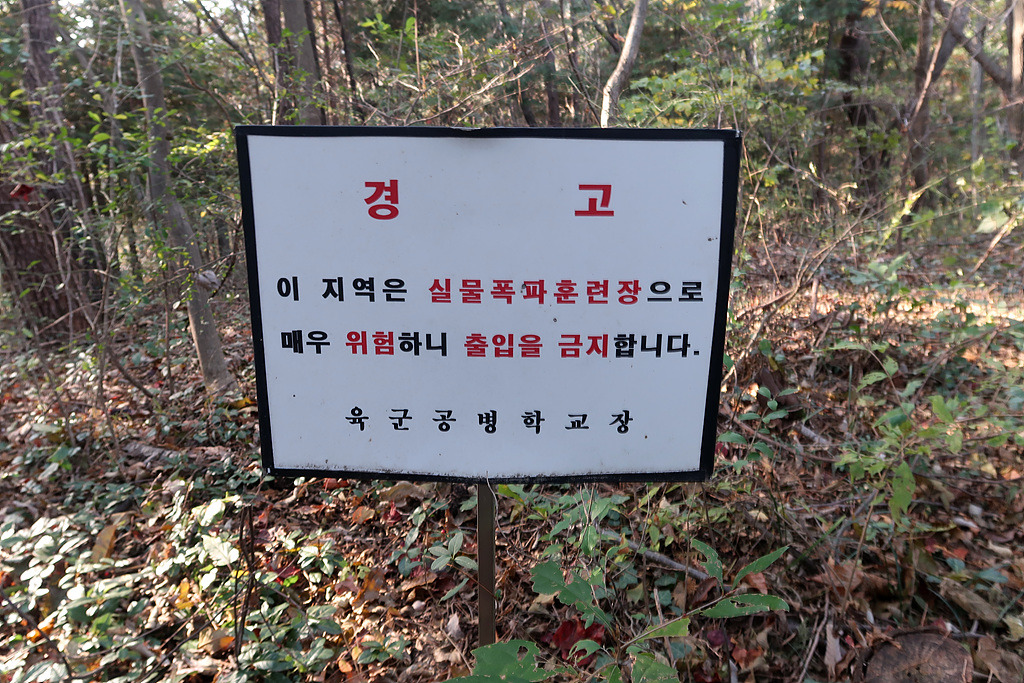 경 고
이 지역은 실물폭파훈련장으로
매우 위험하니 출입을 금지합니다.
육군공병학교장